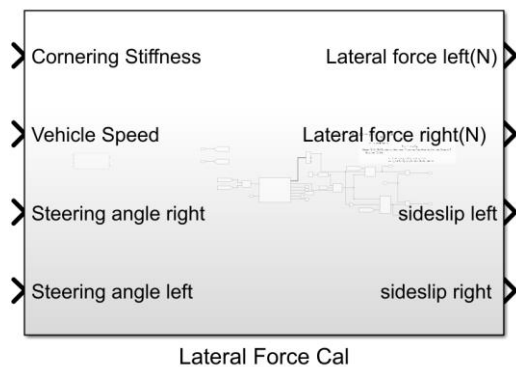 Cornering Stiffness
Lateral force left(N)
Vehicle Speed
Lateral force right(N)
Steering angle right
sideslip left
Steering angle left
sideslip right
Lateral Force Cal